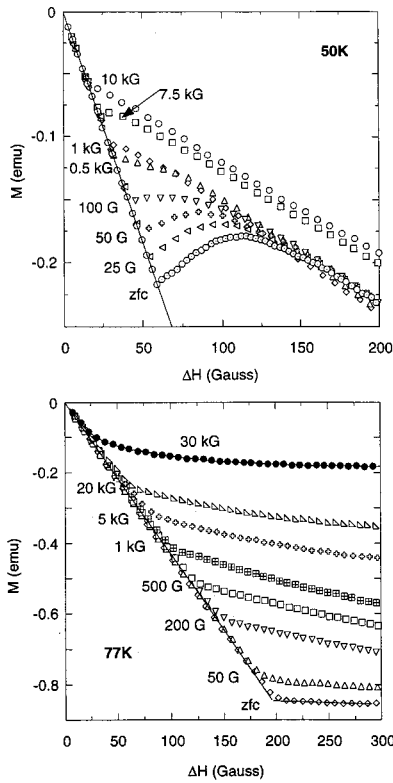 0
50K
10 kG
7.5 kG
-0.1
1 kG
0.5 kG
M (emu)
100 G
50 G
-0.2
25 G
zfc
0 50 100 150 200
ΔH (Gauss)
0
30 kG
-0.2
20 kG
5 kG
M (emu)
-0.4
1 kG
500 G
-0.6
200 G
77K
50 G
-0.8
zfc
0 50 100 150 200 250 300
ΔH (Gauss)